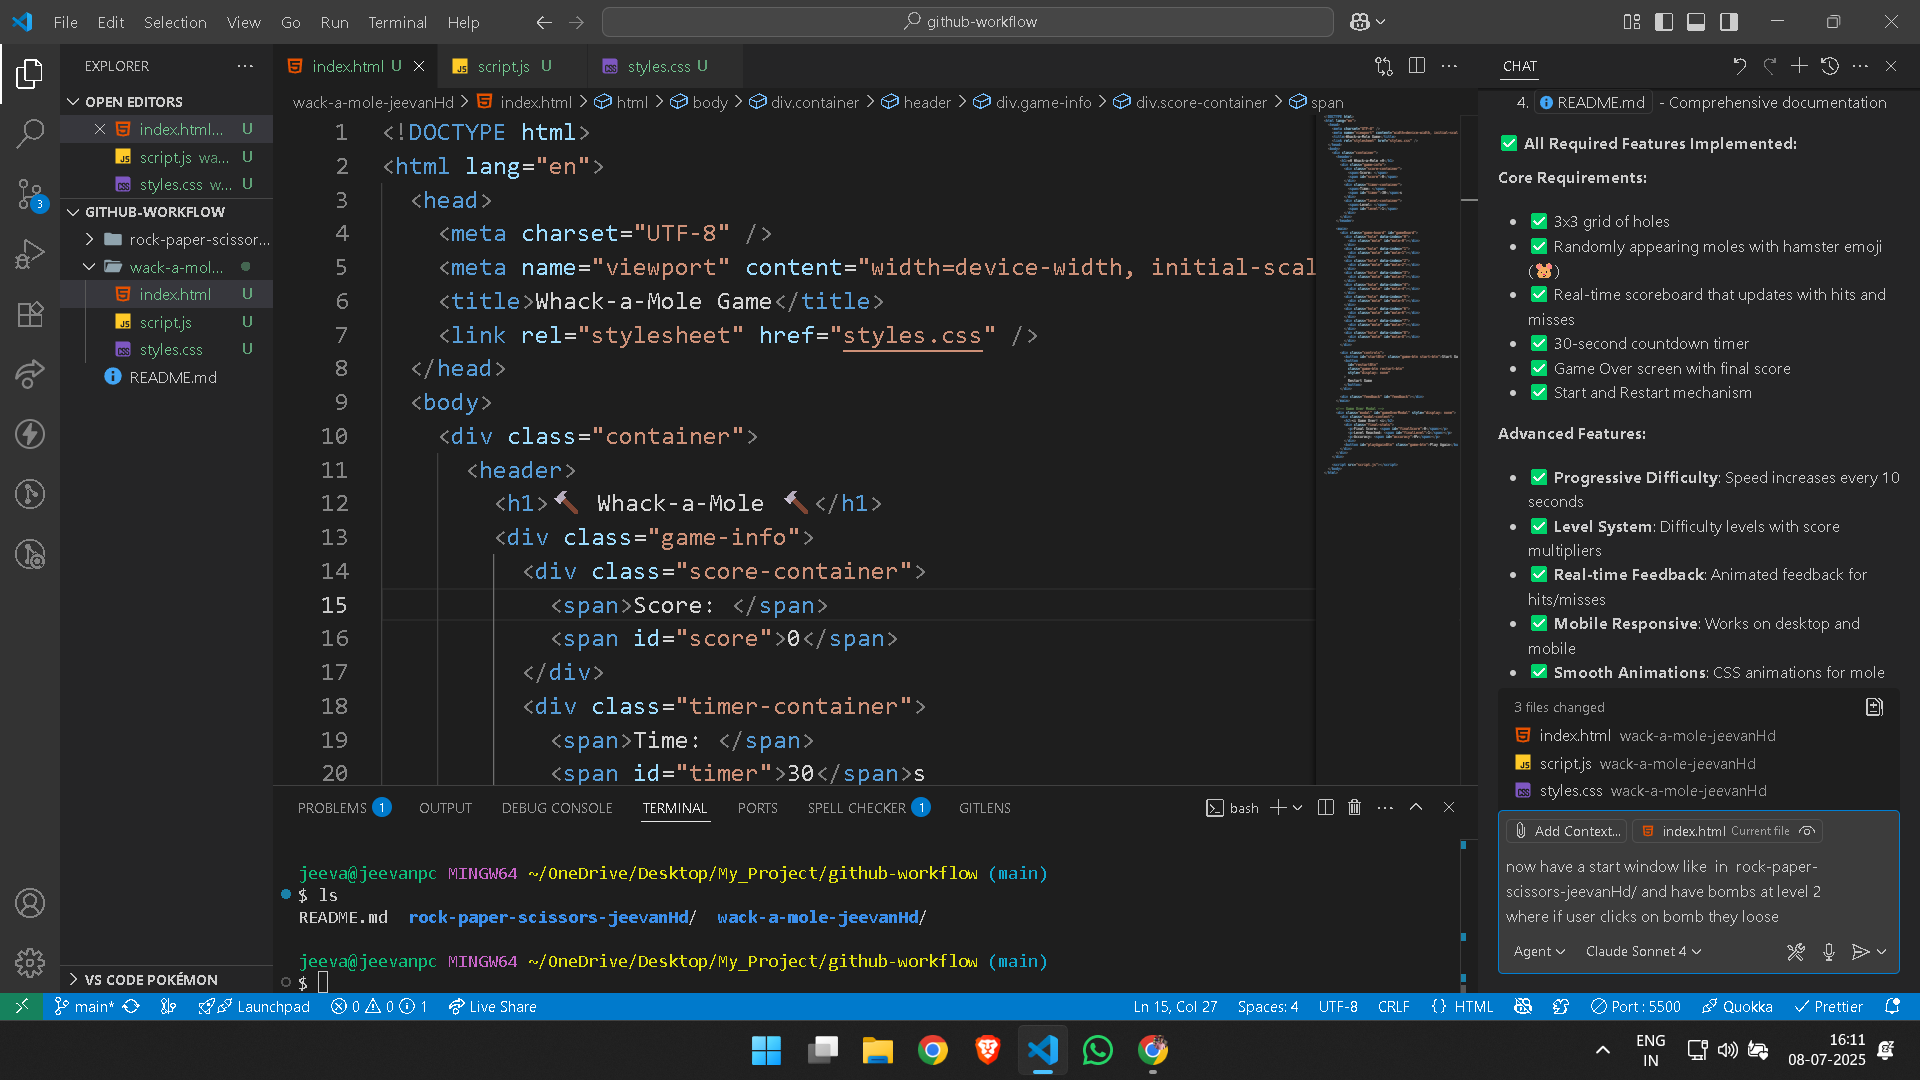 File Edit Selection View Go Run Terminal Help
github-workflow
EXPLORER
OPEN EDITORS
index.html... U
script.js wa... U
styles.css w... U
GITHUB-WORKFLOW
rock-paper-scissor...
wack-a-mol...
index.html U
script.js U
styles.css U
README.md
VS CODE POKÉMON
index.html U
script.js U
styles.css U
wack-a-mole-jeevanHd > index.html > html > body > div.container > header > div.game-info > div.score-container > span
1 <!DOCTYPE html>
2 <html lang="en">
3 <head>
4 <meta charset="UTF-8" />
5 <meta name="viewport" content="width=device-width, initial-scal
6 <title>Whack-a-Mole Game</title>
7 <link rel="stylesheet" href="styles.css" />
8 </head>
9 <body>
10 <div class="container">
11 <header>
12 <h1>🔨 Whack-a-Mole 🔨</h1>
13 <div class="game-info">
14 <div class="score-container">
15 <span>Score: </span>
16 <span id="score">0</span>
17 </div>
18 <div class="timer-container">
19 <span>Time: </span>
20 <span id="timer">30</span>s
PROBLEMS 1 OUTPUT DEBUG CONSOLE TERMINAL PORTS SPELL CHECKER 1 GITLENS
bash
jeeva@jeevanpc MINGW64 ~/OneDrive/Desktop/My_Project/github-workflow (main)
$ ls
README.md rock-paper-scissors-jeevanHd/ wack-a-mole-jeevanHd/
jeeva@jeevanpc MINGW64 ~/OneDrive/Desktop/My_Project/github-workflow (main)
$
CHAT
4. README.md - Comprehensive documentation
✅ All Required Features Implemented:
Core Requirements:
• ✅ 3x3 grid of holes
• ✅ Randomly appearing moles with hamster emoji
(🐹)
• ✅ Real-time scoreboard that updates with hits and
misses
• ✅ 30-second countdown timer
• ✅ Game Over screen with final score
• ✅ Start and Restart mechanism
Advanced Features:
• ✅ Progressive Difficulty: Speed increases every 10
seconds
• ✅ Level System: Difficulty levels with score
multipliers
• ✅ Real-time Feedback: Animated feedback for
hits/misses
• ✅ Mobile Responsive: Works on desktop and
mobile
• ✅ Smooth Animations: CSS animations for mole
3 files changed
index.html wack-a-mole-jeevanHd
script.js wack-a-mole-jeevanHd
styles.css wack-a-mole-jeevanHd
Add Context... index.html Current file
now have a start window like in rock-paper-
scissors-jeevanHd/ and have bombs at level 2
where if user clicks on bomb they loose
Agent Claude Sonnet 4
3
main* Launchpad 0 0 1 Live Share
Ln 15, Col 27 Spaces: 4 UTF-8 CRLF {} HTML Port : 5500 Quokka Prettier
ENG
IN
16:11
08-07-2025